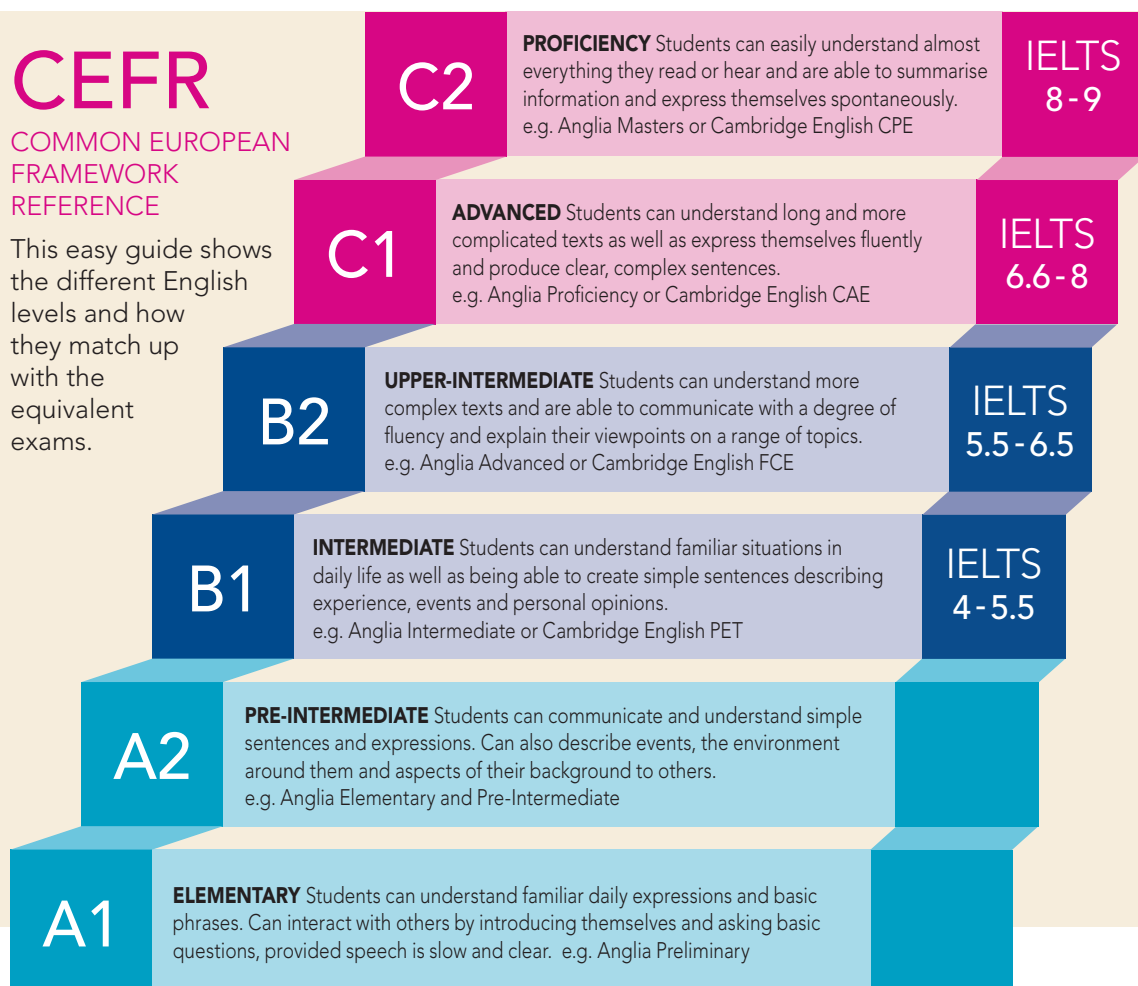 CEFR
COMMON EUROPEAN
FRAMEWORK
REFERENCE
This easy guide shows
the different English
levels and how
they match up
with the
equivalent
exams.
C2
PROFICIENCY Students can easily understand almost
everything they read or hear and are able to summarise
information and express themselves spontaneously.
e.g. Anglia Masters or Cambridge English CPE
IELTS
8-9
C1
ADVANCED Students can understand long and more
complicated texts as well as express themselves fluently
and produce clear, complex sentences.
e.g. Anglia Proficiency or Cambridge English CAE
IELTS
6.6-8
B2
UPPER-INTERMEDIATE Students can understand more
complex texts and are able to communicate with a degree of
fluency and explain their viewpoints on a range of topics.
e.g. Anglia Advanced or Cambridge English FCE
IELTS
5.5-6.5
B1
INTERMEDIATE Students can understand familiar situations in
daily life as well as being able to create simple sentences describing
experience, events and personal opinions.
e.g. Anglia Intermediate or Cambridge English PET
IELTS
4-5.5
A2
PRE-INTERMEDIATE Students can communicate and understand simple
sentences and expressions. Can also describe events, the environment
around them and aspects of their background to others.
e.g. Anglia Elementary and Pre-Intermediate
A1
ELEMENTARY Students can understand familiar daily expressions and basic
phrases. Can interact with others by introducing themselves and asking basic
questions, provided speech is slow and clear. e.g. Anglia Preliminary